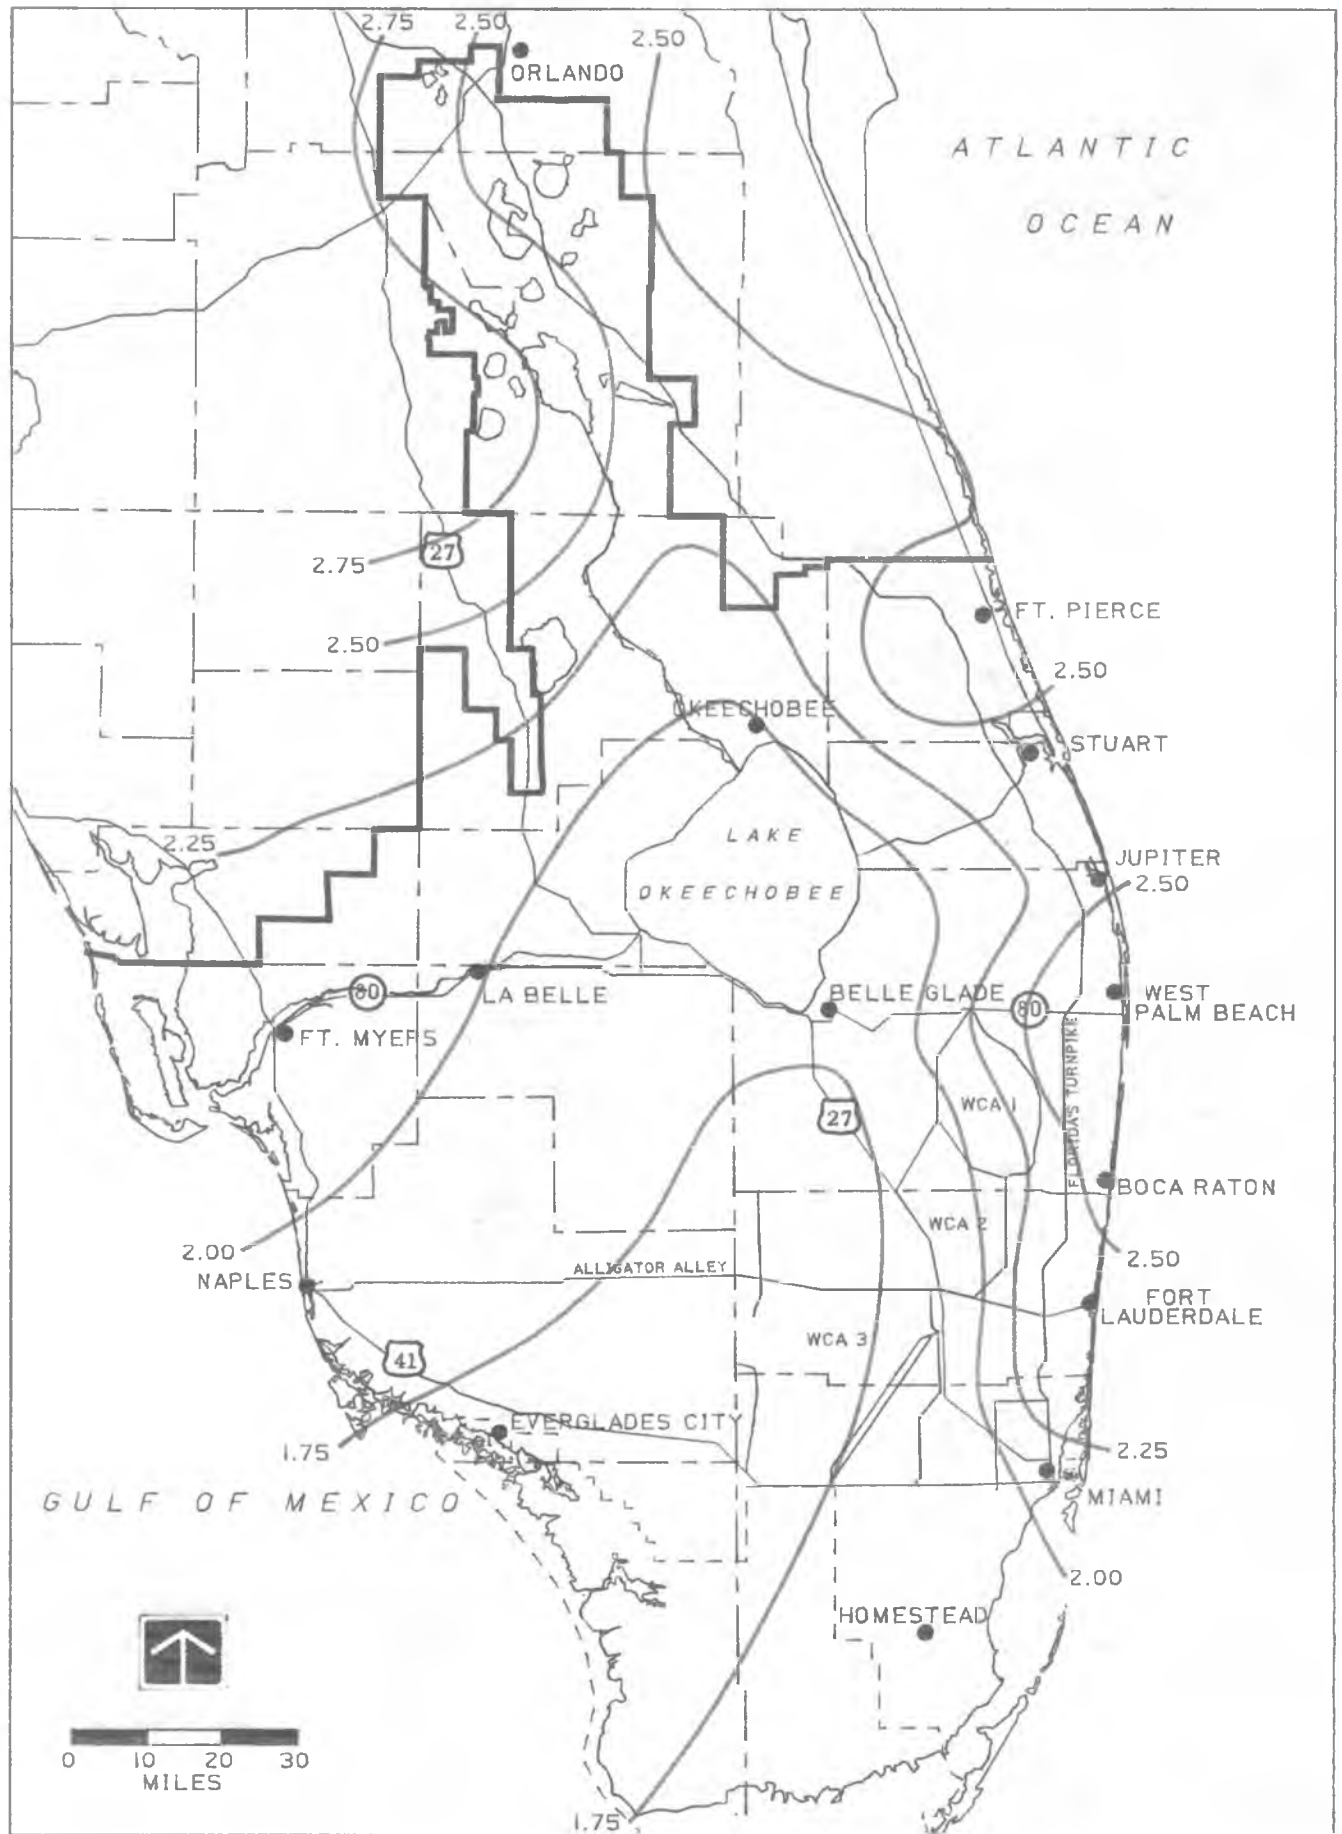 2.75
2.50
2.50
ORLANDO
ATLANTIC
OCEAN
27
2.75
FT. PIERCE
2.50
2.50
OKEECHOBEE
STUART
2.25
LAKE
OKEECHOBEE
JUPITER
2.50
80
LA BELLE
BELLE GLADE
80
WEST
PALM BEACH
FT. MYERS
FLORIDA'S TURNPIKE
WCA 1
27
BOCA RATON
WCA 2
2.00
2.50
NAPLES
ALLIGATOR ALLEY
FORT
LAUDERDALE
WCA 3
41
EVERGLADES CITY
1.75
2.25
GULF OF MEXICO
MIAMI
2.00
HOMESTEAD
0 10 20 30
MILES
1.75